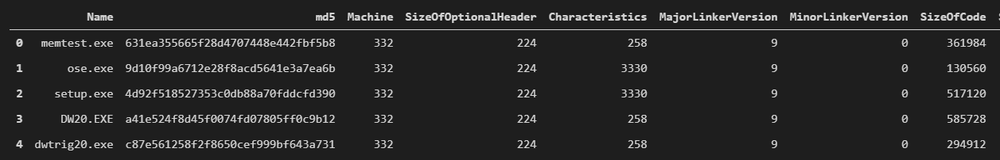 Name md5 Machine SizeOfOptionalHeader Characteristics MajorLinkerVersion MinorLinkerVersion SizeOfCode
0 memtest.exe 631ea355665f28d4707448e442fbf5b8 332 224 258 9 0 361984
1 ose.exe 9d10f99a6712e28f8acd5641e3a7ea6b 332 224 3330 9 0 130560
2 setup.exe 4d92f518527353c0db88a70fddcfd390 332 224 3330 9 0 517120
3 DW20.EXE a41e524f8d45f0074fd07805ff0c9b12 332 224 258 9 0 585728
4 dwtrig20.exe c87e561258f2f8650cef999bf643a731 332 224 258 9 0 294912